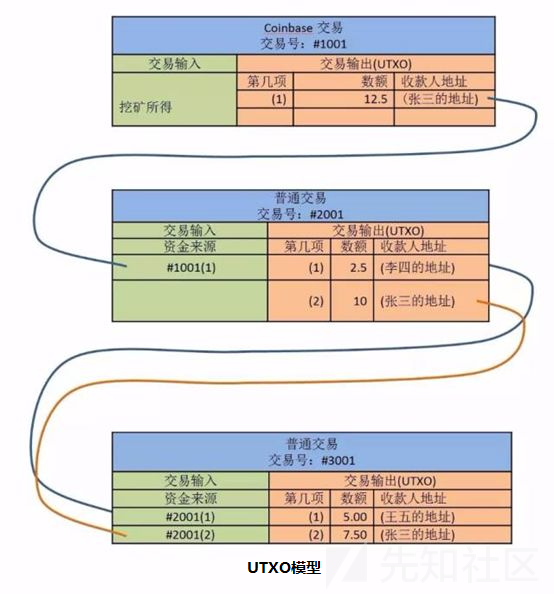 Coinbase 交易
交易号：#1001
交易输入 交易输出(UTXO)
挖矿所得 第几项 数额 收款人地址
(1) 12.5 (张三的地址)
普通交易
交易号：#2001
交易输入 交易输出(UTXO)
资金来源 第几项 数额 收款人地址
#1001(1) (1) 2.5 (李四的地址)
(2) 10 (张三的地址)
普通交易
交易号：#3001
交易输入 交易输出(UTXO)
资金来源 第几项 数额 收款人地址
#2001(1) (1) 5.00 (王五的地址)
#2001(2) (2) 7.50 (张三的地址)
UTXO模型
先知社区